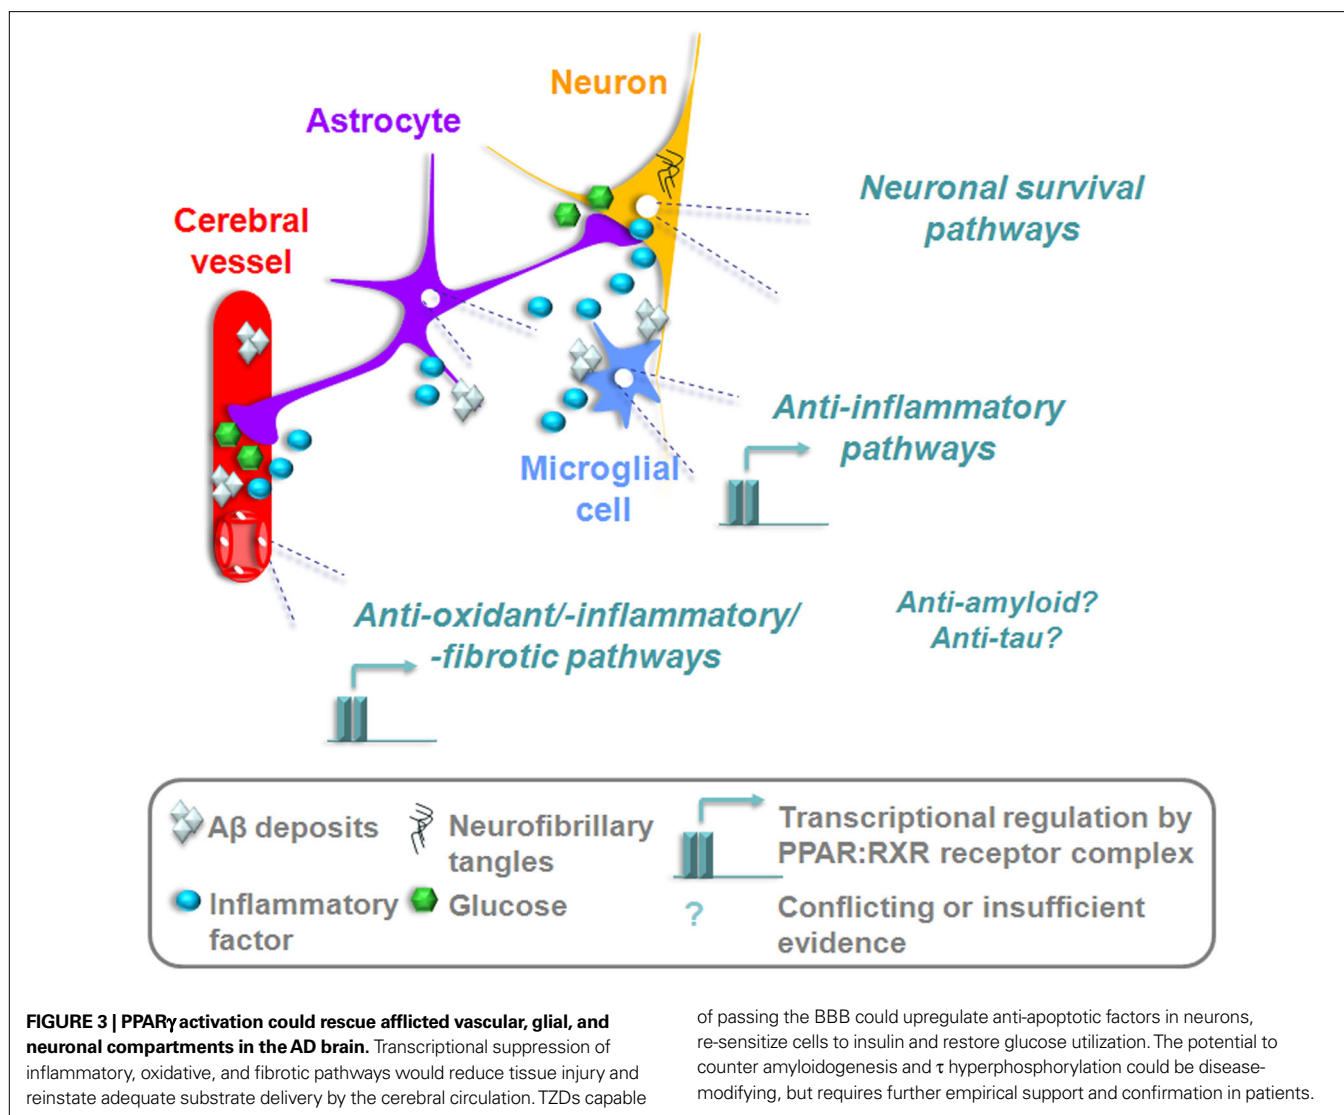 Neuron
Astrocyte
Neuronal survival
pathways
Cerebral
vessel
Anti-inflammatory
pathways
Microglial
cell
Anti-oxidant/-inflammatory/
-fibrotic pathways
Anti-amyloid?
Anti-tau?
Aβ deposits
Neurofibrillary
tangles
Transcriptional regulation by
PPAR:RXR receptor complex
Inflammatory
factor
Glucose
?
Conflicting or insufficient
evidence
FIGURE 3 | PPARγ activation could rescue afflicted vascular, glial, and
neuronal compartments in the AD brain. Transcriptional suppression of
inflammatory, oxidative, and fibrotic pathways would reduce tissue injury and
reinstate adequate substrate delivery by the cerebral circulation. TZDs capable
of passing the BBB could upregulate anti-apoptotic factors in neurons,
re-sensitize cells to insulin and restore glucose utilization. The potential to
counter amyloidogenesis and τ hyperphosphorylation could be disease-
modifying, but requires further empirical support and confirmation in patients.